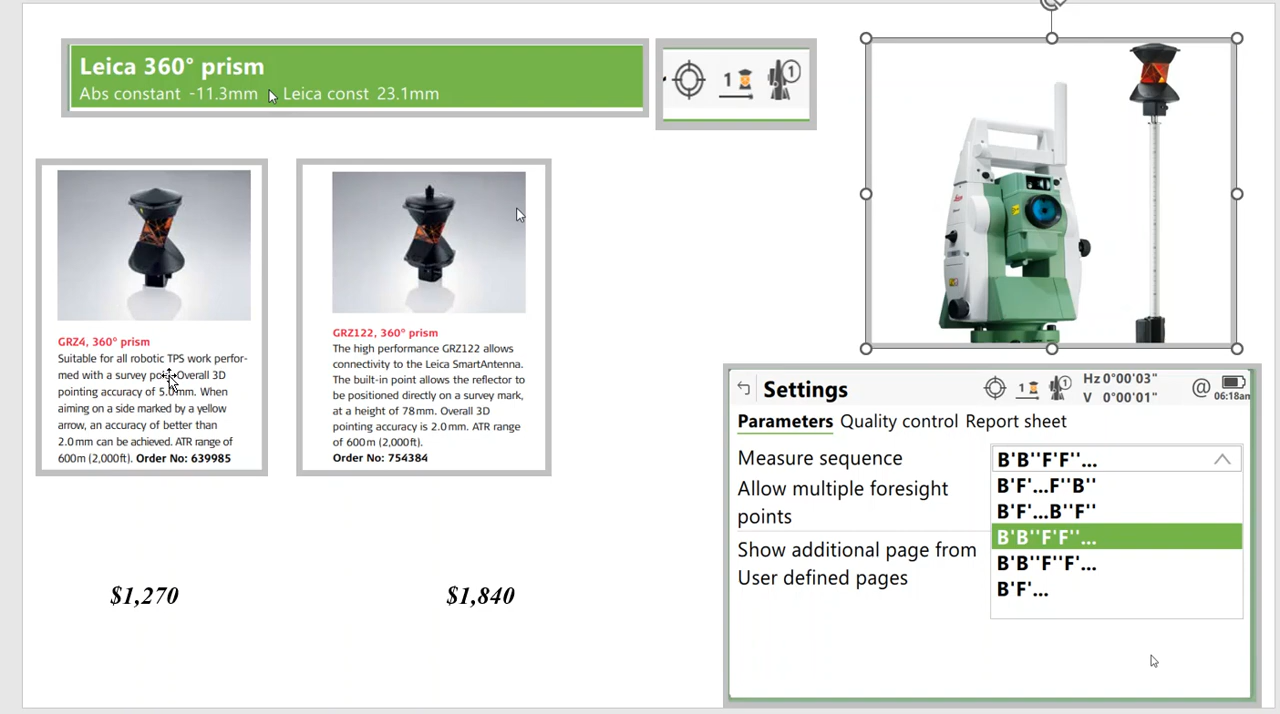 Leica 360° prism
Abs constant -11.3mm Leica const 23.1mm
1
1
GRZ4, 360° prism
Suitable for all robotic TPS work perfor-
med with a survey Overall 3D
pointing accuracy of 5.0mm. When
aiming on a side marked by a yellow
arrow, an accuracy of better than
2.0mm can be achieved. ATR range of
600m (2,000ft). Order No: 639985
GRZ122, 360° prism
The high performance GRZ122 allows
connectivity to the Leica SmartAntenna.
The built-in point allows the reflector to
be positioned directly on a survey mark,
at a height of 78mm. Overall 3D
pointing accuracy is 2.0mm. ATR range
of 600m (2,000ft).
Order No: 754384
$1,270
$1,840
Leica
Settings
1
1
Hz 0°00'03"
V 0°00'01"
@
06:18am
Parameters Quality control Report sheet
Measure sequence
B'B''F'F''...
Allow multiple foresight
points
Show additional page from
User defined pages
B'F'...F''B''
B'F'...B''F''
B'B''F'F''...
B'B''F''F'...
B'F'...